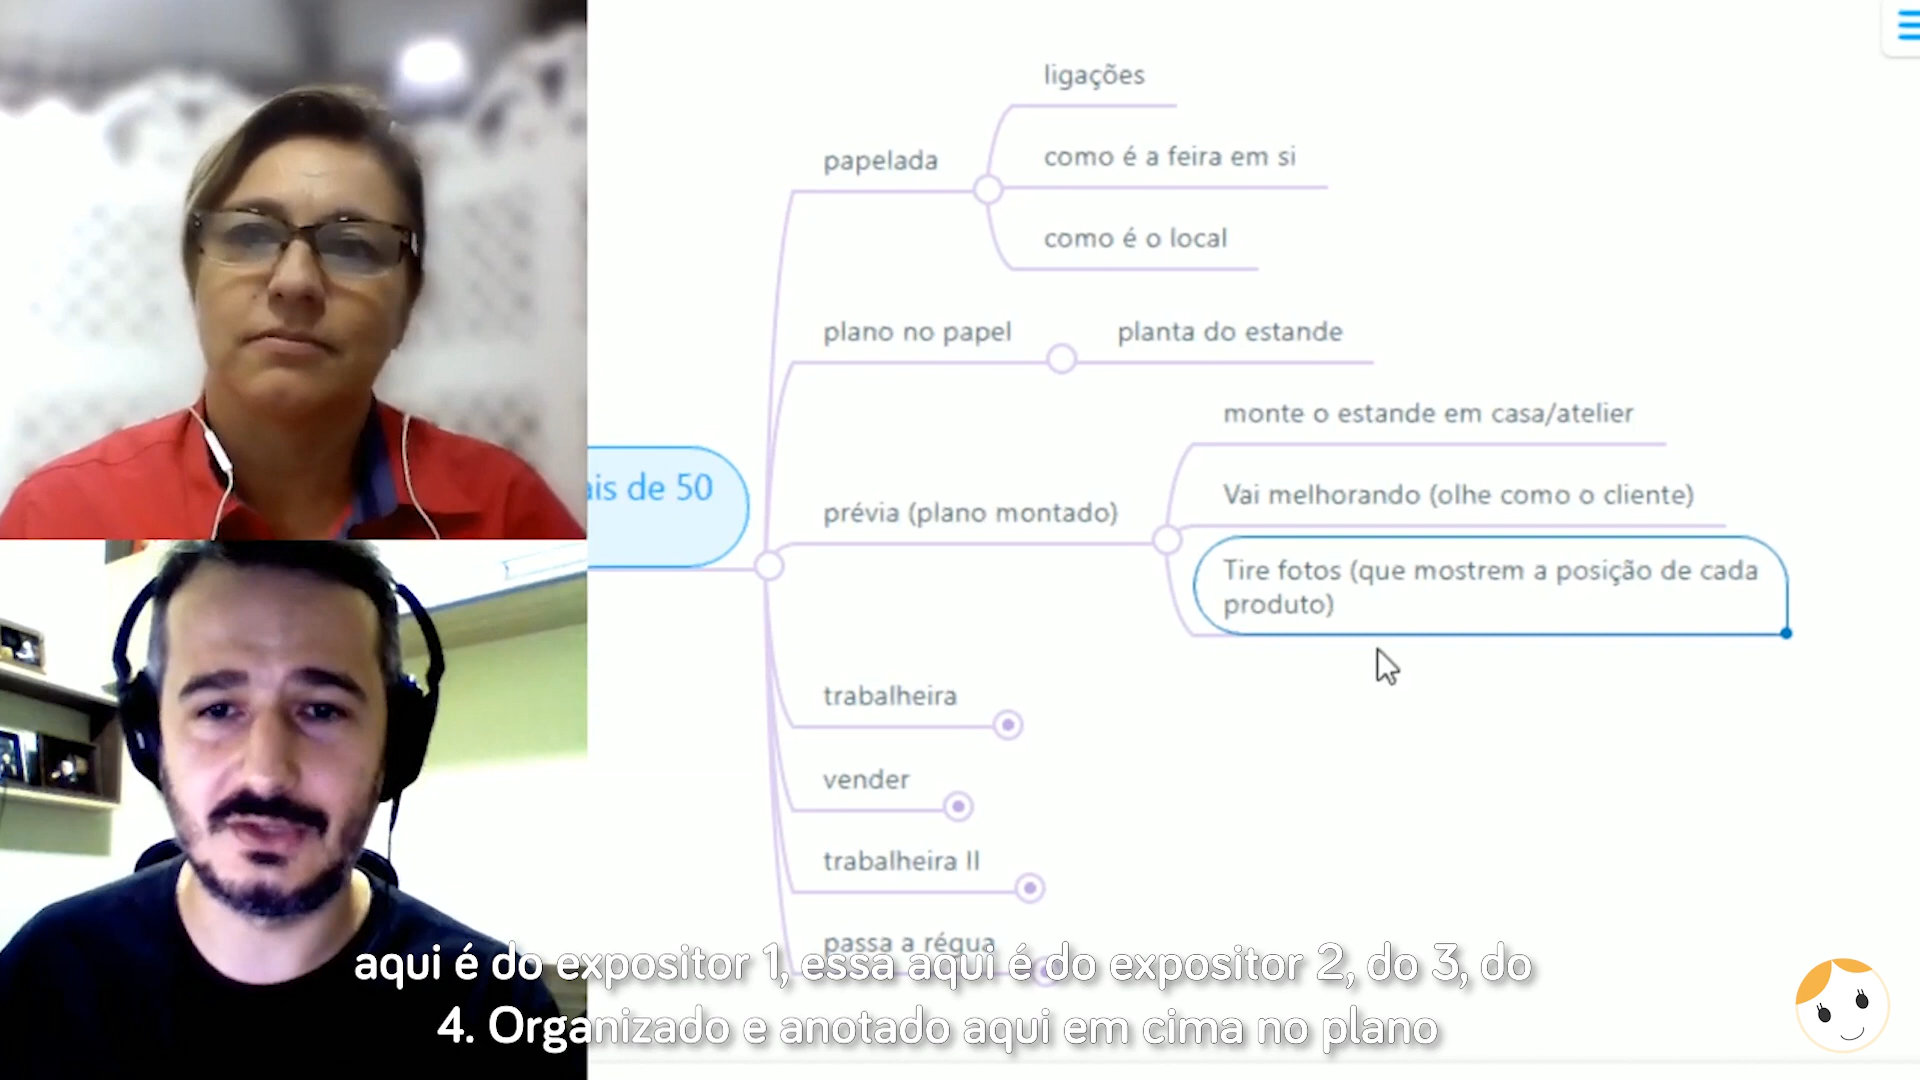 ligações
papelada
como é a feira em si
como é o local
plano no papel
planta do estande
monte o estande em casa/atelier
ais de 50
Vai melhorando (olhe como o cliente)
prévia (plano montado)
Tire fotos (que mostrem a posição de cada
produto)
trabalheira
vender
trabalheira II
passa a régua
aqui é do expositor 1, essa aqui é do expositor 2, do 3, do
4. Organizado e anotado aqui em cima no plano